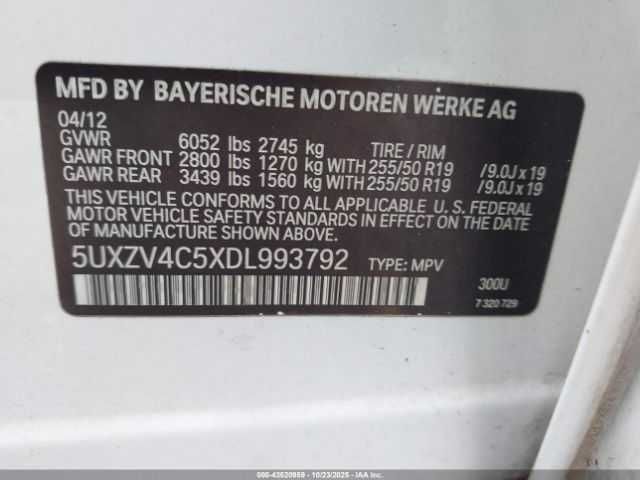 MFD BY BAYERISCHE MOTOREN WERKE AG
04/12
GVWR 6052 lbs 2745 kg TIRE / RIM
GAWR FRONT 2800 lbs 1270 kg WITH 255/50 R19 / 9.0J x 19
GAWR REAR 3439 lbs 1560 kg WITH 255/50 R19 / 9.0J x 19
THIS VEHICLE CONFORMS TO ALL APPLICABLE U. S. FEDERAL
MOTOR VEHICLE SAFETY STANDARDS IN EFFECT ON THE DATE
OF MANUFACTURE SHOWN ABOVE.
5UXZV4C5XDL993792 TYPE: MPV
300U
7 320 729
000-43520959 - 10/23/2025 - IAA Inc.